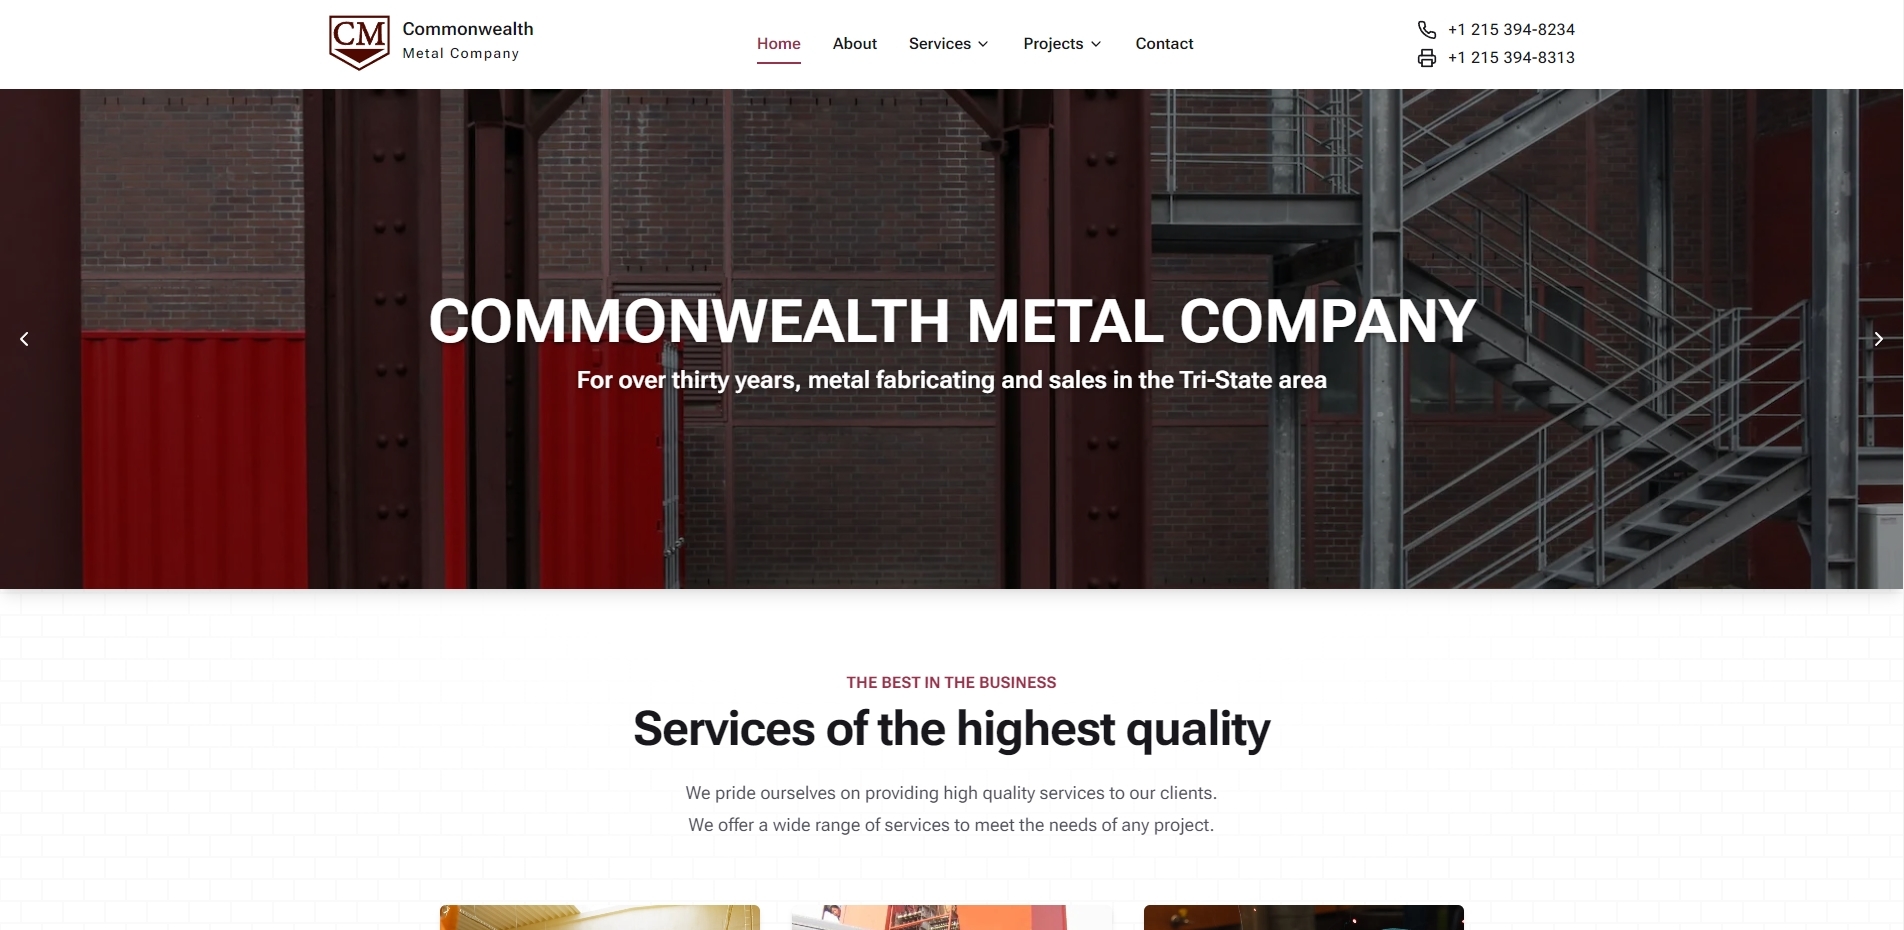 CM
Commonwealth
Metal Company
Home
About
Services
Projects
Contact
+1 215 394-8234
+1 215 394-8313
COMMONWEALTH METAL COMPANY
For over thirty years, metal fabricating and sales in the Tri-State area
THE BEST IN THE BUSINESS
Services of the highest quality
We pride ourselves on providing high quality services to our clients.
We offer a wide range of services to meet the needs of any project.